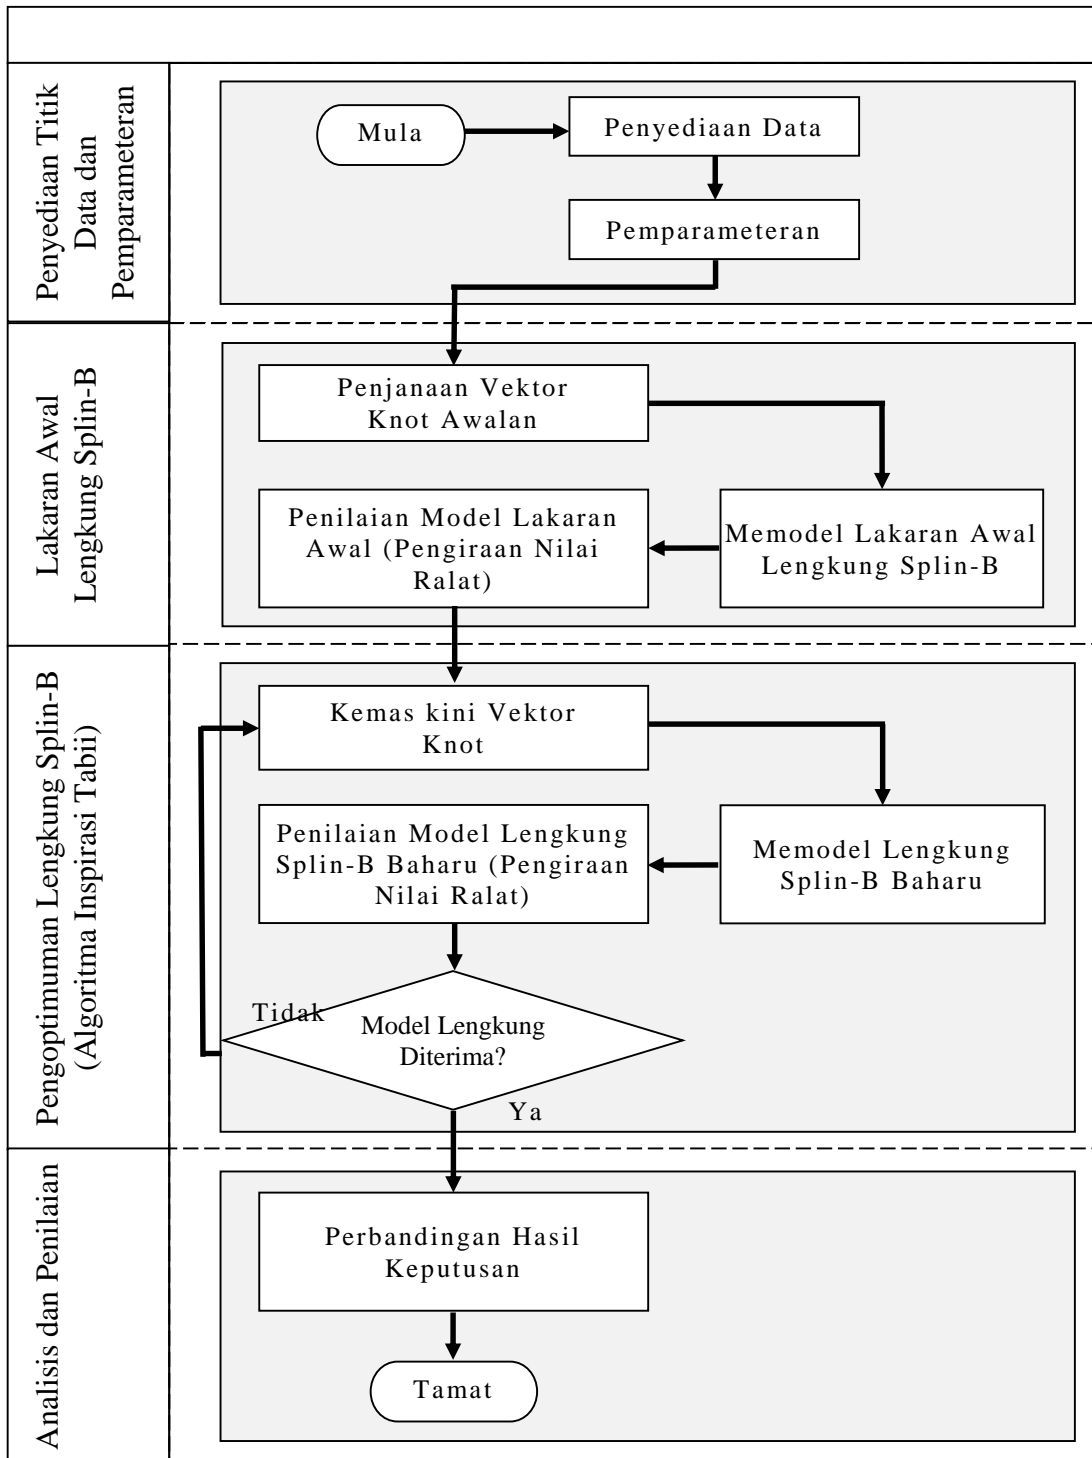 Penyediaan Titik
Data dan
Pemparameteran
Mula
Penyediaan Data
Pemparameteran
Lakaran Awal
Lengkung Splin-B
Penjanaan Vektor
Knot Awalan
Penilaian Model Lakaran
Awal (Pengiraan Nilai
Ralat)
Memodel Lakaran Awal
Lengkung Splin-B
Pengoptimuman Lengkung Splin-B
(Algoritma Inspirasi Tabii)
Kemas kini Vektor
Knot
Penilaian Model Lengkung
Splin-B Baharu (Pengiraan
Nilai Ralat)
Memodel Lengkung
Splin-B Baharu
Tidak
Model Lengkung
Diterima?
Ya
Analisis dan Penilaian
Perbandingan Hasil
Keputusan
Tamat